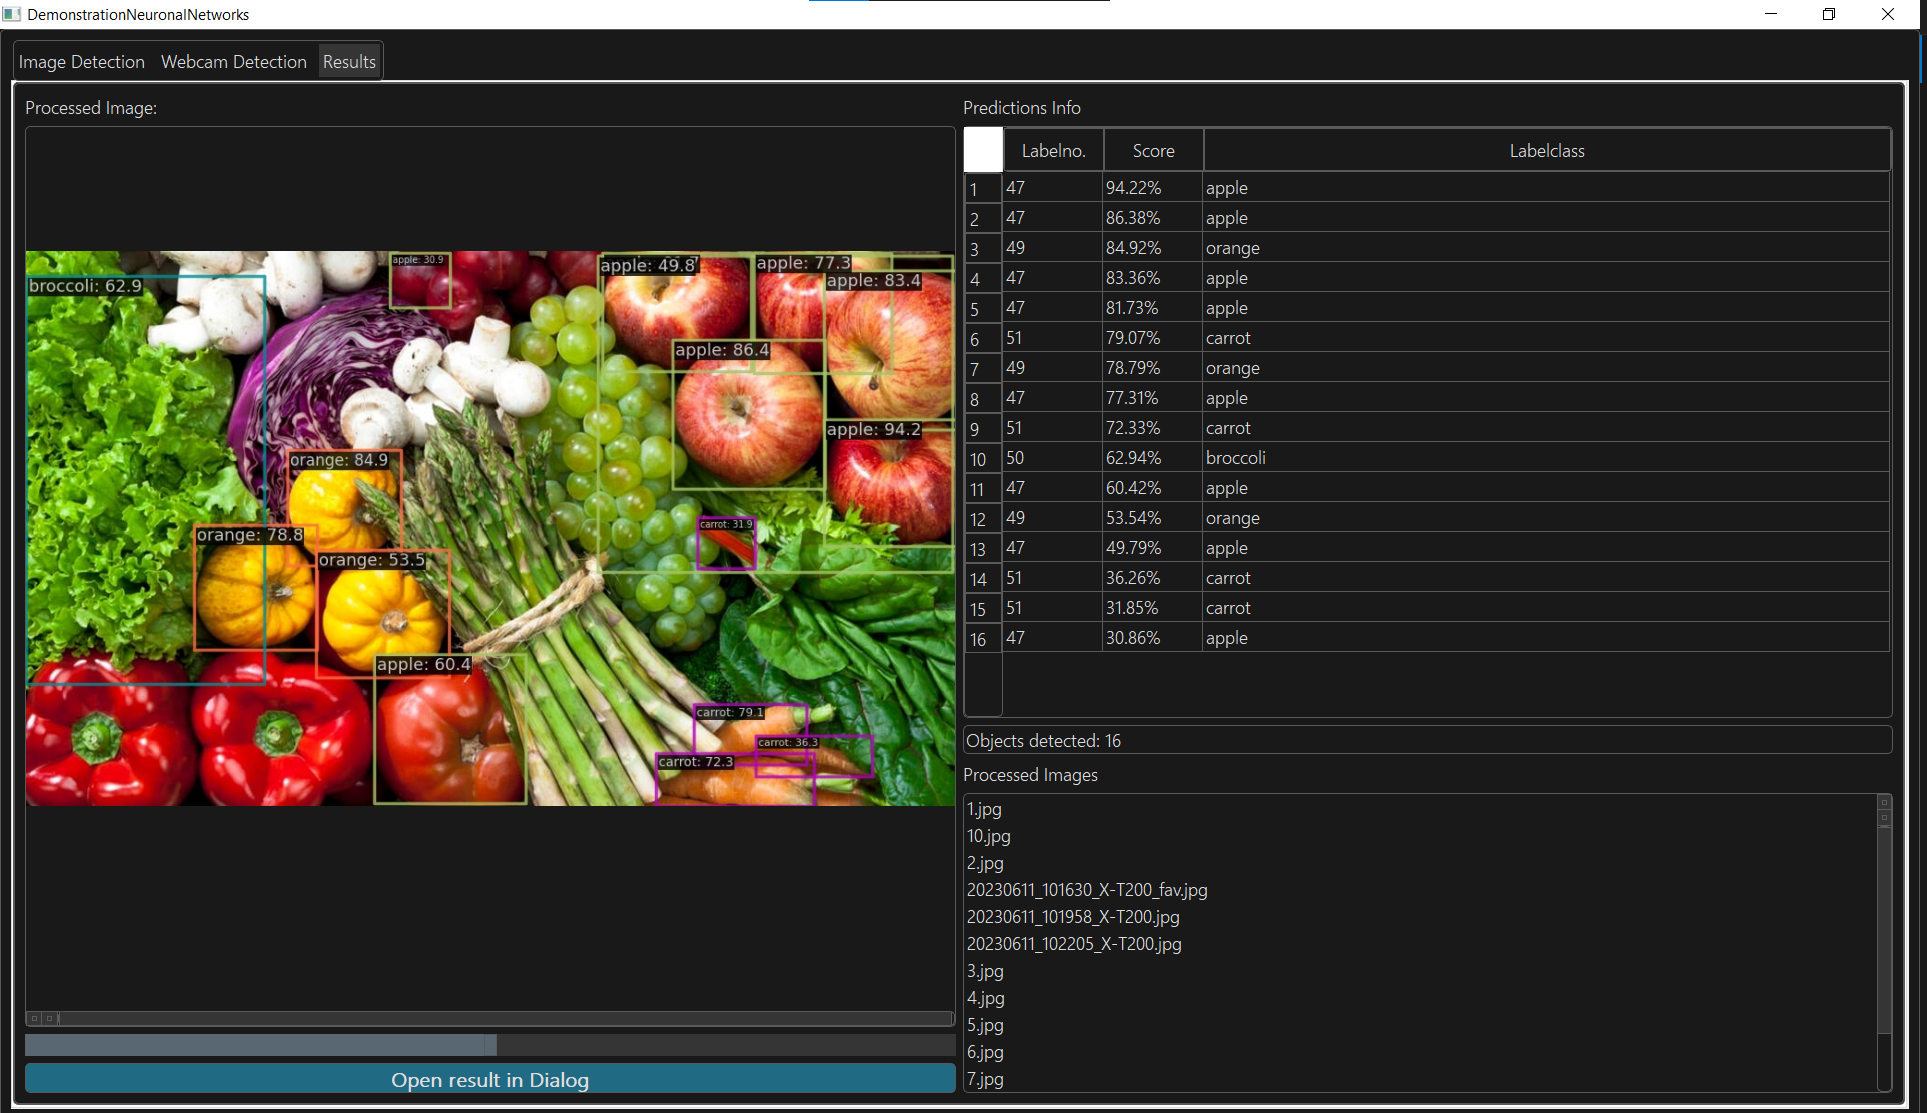 DemonstrationNeuronalNetworks
Image Detection Webcam Detection Results
Processed Image:
apple: 30.9
apple: 49.8
apple: 77.3
apple: 83.4
broccoli: 62.9
apple: 86.4
apple: 94.2
orange: 84.9
carrot: 31.9
orange: 78.8
orange: 53.5
apple: 60.4
carrot: 79.1
carrot: 36.3
carrot: 72.3
Open result in Dialog
Predictions Info
Labelno. Score Labelclass
1 47 94.22% apple
2 47 86.38% apple
3 49 84.92% orange
4 47 83.36% apple
5 47 81.73% apple
6 51 79.07% carrot
7 49 78.79% orange
8 47 77.31% apple
9 51 72.33% carrot
10 50 62.94% broccoli
11 47 60.42% apple
12 49 53.54% orange
13 47 49.79% apple
14 51 36.26% carrot
15 51 31.85% carrot
16 47 30.86% apple
Objects detected: 16
Processed Images
1.jpg
10.jpg
2.jpg
20230611_101630_X-T200_fav.jpg
20230611_101958_X-T200.jpg
20230611_102205_X-T200.jpg
3.jpg
4.jpg
5.jpg
6.jpg
7.jpg